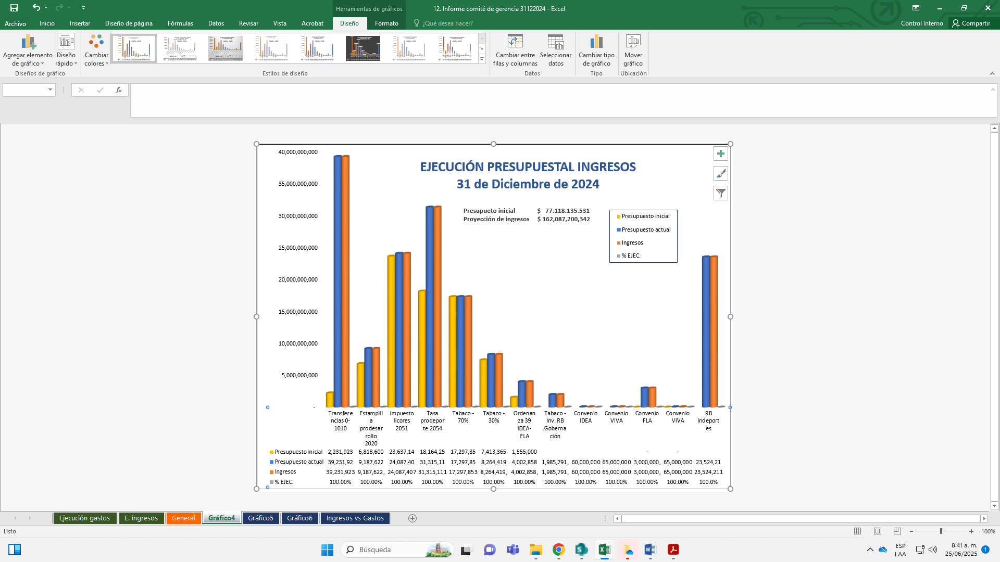 Herramientas de gráficos
12. Informe comité de gerencia 31122024 - Excel
Archivo
Inicio
Insertar
Diseño de página
Fórmulas
Datos
Revisar
Vista
Acrobat
Diseño
Formato
¿Qué desea hacer?
Control Interno
Compartir
Agregar elemento
de gráfico
Diseño
rápido
Cambiar
colores
Cambiar entre
filas y columnas
Seleccionar
datos
Cambiar tipo
de gráfico
Mover
gráfico
Diseños de gráfico
Estilos de diseño
Datos
Tipo
Ubicación
fx
EJECUCIÓN PRESUPUESTAL INGRESOS
31 de Diciembre de 2024
Presupueto inicial $ 77.118.135.531
Proyección de ingresos $ 162,087,200,342
Presupuesto inicial
Presupuesto actual
Ingresos
% EJEC.
40,000,000,000
35,000,000,000
30,000,000,000
25,000,000,000
20,000,000,000
15,000,000,000
10,000,000,000
5,000,000,000
-
Transfere
ncias 0-
1010
Estampill
a
prodesar
rollo
2020
Impuesto
licores
2051
Tasa
prodepor
te 2054
Tabaco -
70%
Tabaco -
30%
Ordenan
za 39
IDEA-
FLA
Tabaco -
Inv. RB
Goberna
ción
Convenio
IDEA
Convenio
VIVA
Convenio
FLA
Convenio
VIVA
RB
Indeport
es
Presupuesto inicial 2,231,923 6,818,600 23,637,14 18,164,25 17,297,85 7,413,365 1,555,000 - -
Presupuesto actual 39,231,92 9,187,622 24,087,40 31,315,11 17,297,85 8,264,419 4,002,858 1,985,791, 60,000,000 65,000,000 3,000,000, 65,000,000 23,524,21
Ingresos 39,231,923 9,187,622, 24,087,407 31,315,111 17,297,853 8,264,419, 4,002,858, 1,985,791, 60,000,000 65,000,000 3,000,000, 65,000,000 23,524,211
% EJEC. 100.00% 100.00% 100.00% 100.00% 100.00% 100.00% 100.00% 100.00% 100.00% 100.00% 100.00% 100.00% 100.0%
Ejecución gastos
E. ingresos
General
Gráfico4
Gráfico5
Gráfico6
Ingresos vs Gastos
Listo
100%
Búsqueda
ESP
LAA
8:41 a. m.
25/06/2025
1